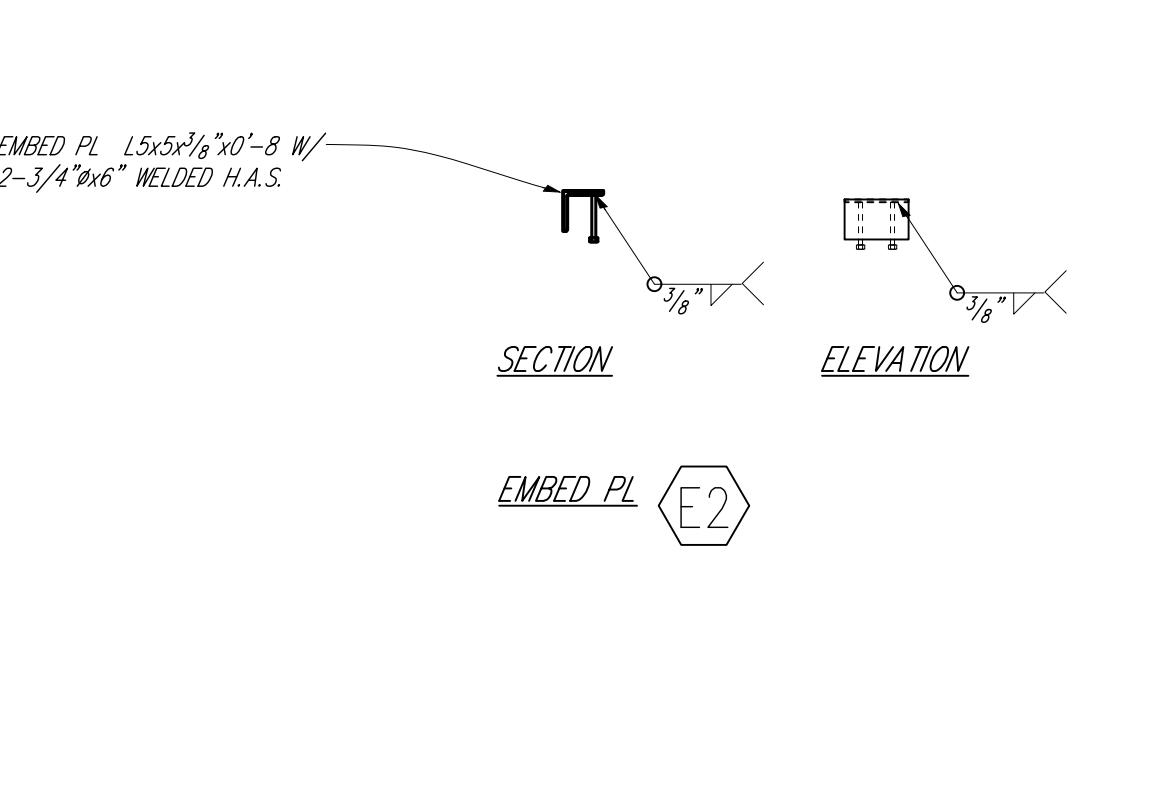 EMBED PL L5x5x3/8"x0'-8 W/
2-3/4"øx6" WELDED H.A.S.
3/8"
3/8"
SECTION
ELEVATION
EMBED PL
E2